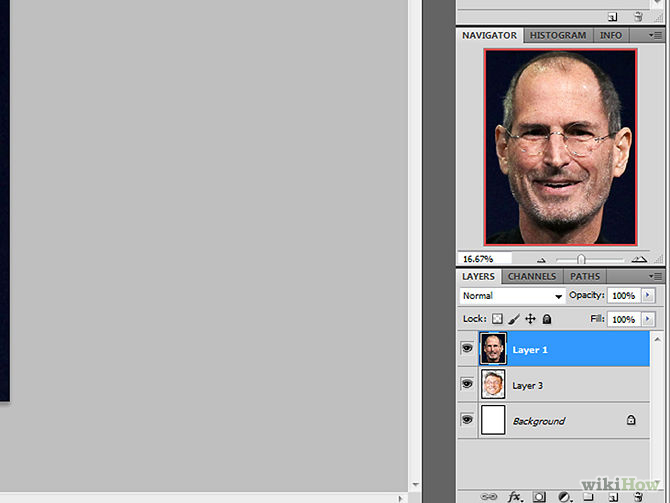 NAVIGATOR HISTOGRAM INFO
16.67%
LAYERS CHANNELS PATHS
Normal Opacity: 100%
Lock: Fill: 100%
Layer 1
Layer 3
Background
fx
wikiHow